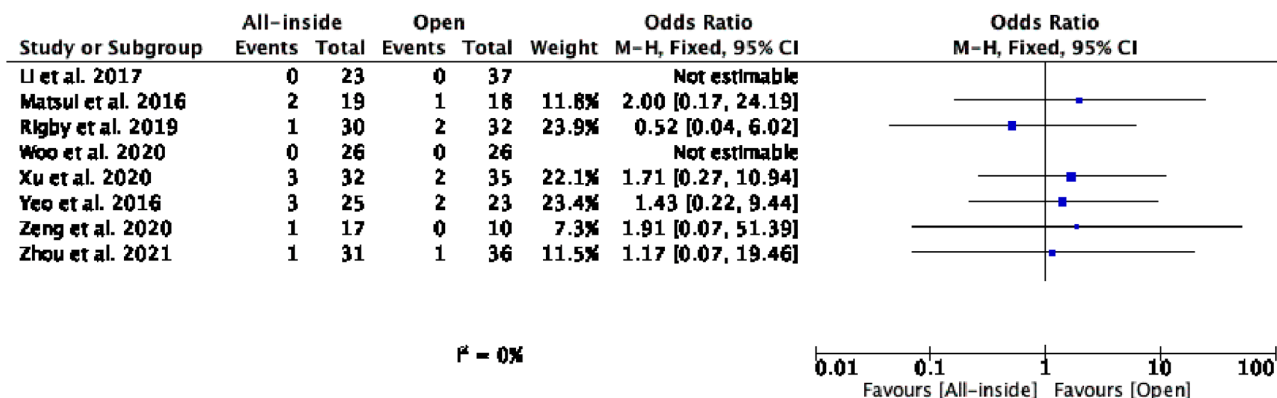 All-inside Open Odds Ratio Odds Ratio
Study or Subgroup Events Total Events Total Weight M-H, Fixed, 95% CI M-H, Fixed, 95% CI
Li et al. 2017 0 23 0 37 Not estimable
Matsui et al. 2016 2 19 1 18 11.8% 2.00 [0.17, 24.19]
Rigby et al. 2019 1 30 2 32 23.9% 0.52 [0.04, 6.02]
Woo et al. 2020 0 26 0 26 Not estimable
Xu et al. 2020 3 32 2 35 22.1% 1.71 [0.27, 10.94]
Yeo et al. 2016 3 25 2 23 23.4% 1.43 [0.22, 9.44]
Zeng et al. 2020 1 17 0 10 7.3% 1.91 [0.07, 51.39]
Zhou et al. 2021 1 31 1 36 11.5% 1.17 [0.07, 19.46]
I² = 0%
0.01 0.1 1 10 100
Favours [All-inside] Favours [Open]